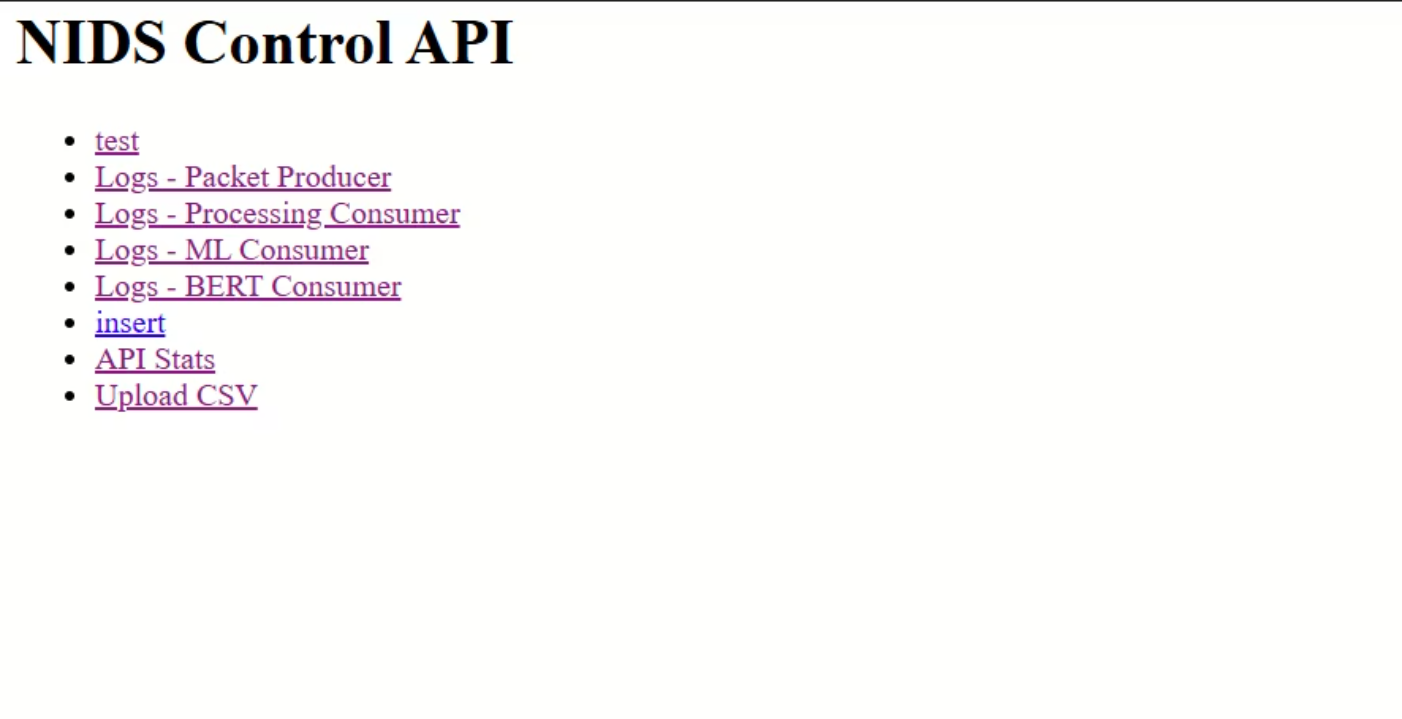 NIDS Control API
test
Logs - Packet Producer
Logs - Processing Consumer
Logs - ML Consumer
Logs - BERT Consumer
insert
API Stats
Upload CSV